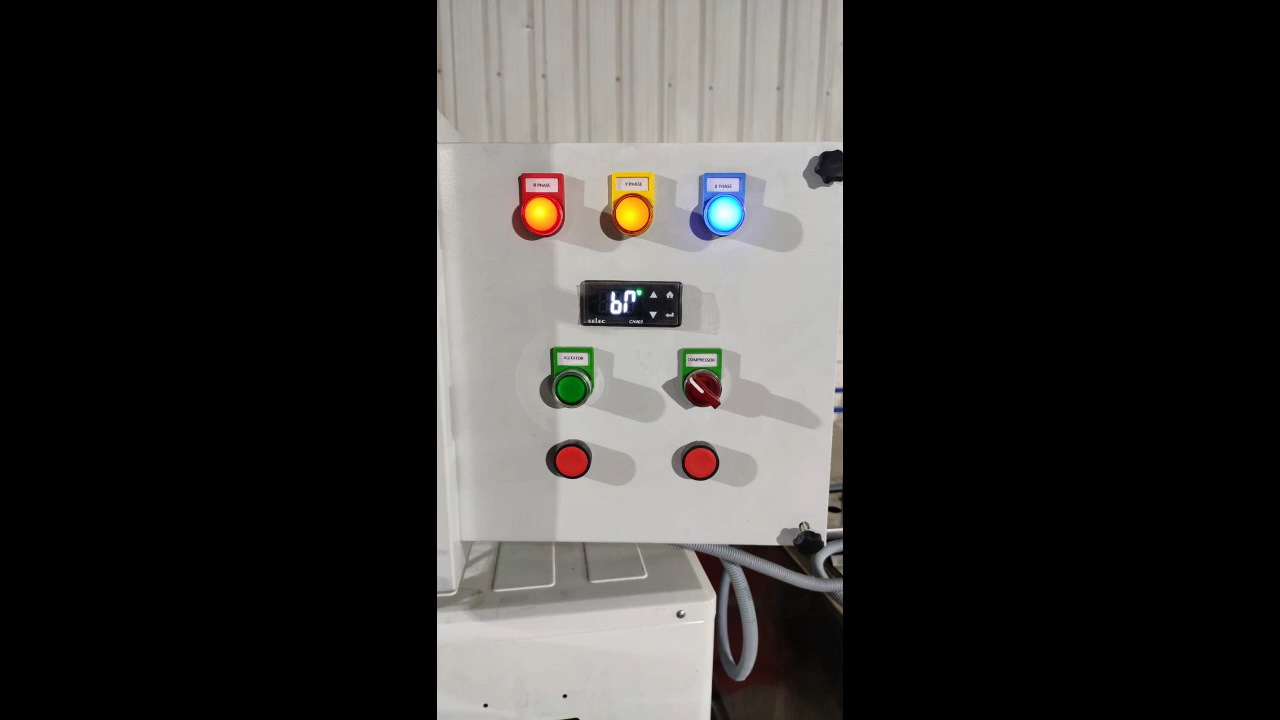 R PHASE
Y PHASE
B PHASE
SELEC
AGITATOR
COMPRESSOR